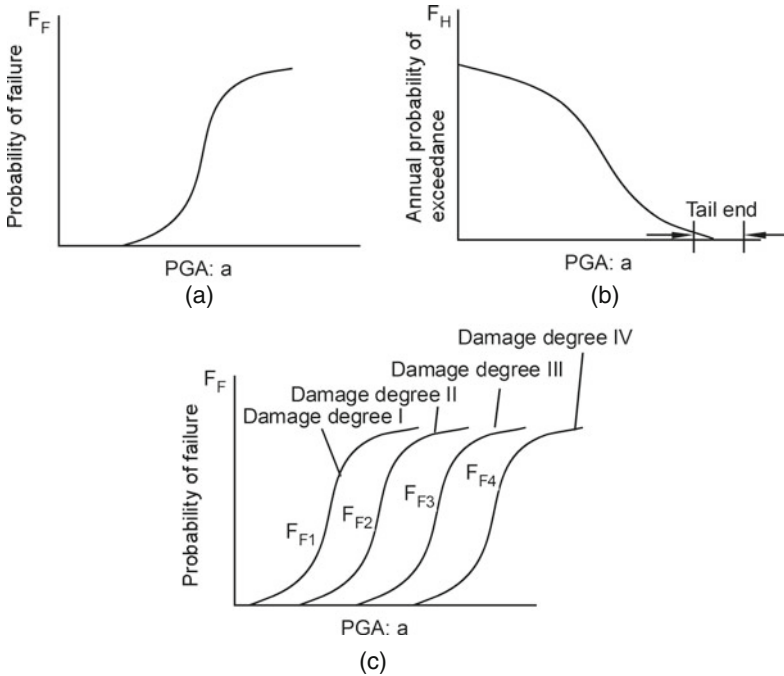 F_F
Probability of failure
PGA: a
(a)
F_H
Annual probability of
exceedance
Tail end
PGA: a
(b)
F_F
Probability of failure
Damage degree I
Damage degree II
Damage degree III
Damage degree IV
F_F1
F_F2
F_F3
F_F4
PGA: a
(c)